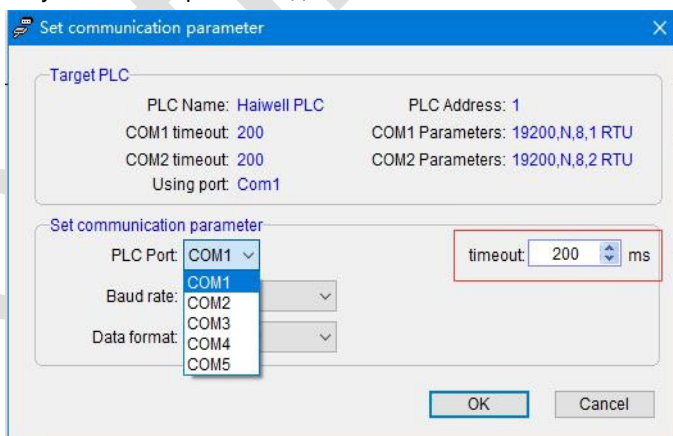 Set communication parameter
Target PLC
PLC Name: Haiwell PLC PLC Address: 1
COM1 timeout: 200 COM1 Parameters: 19200,N,8,1 RTU
COM2 timeout: 200 COM2 Parameters: 19200,N,8,2 RTU
Using port: Com1
Set communication parameter
PLC Port: COM1 timeout: 200 ms
COM1
Baud rate:
COM2
COM3
Data format:
COM4
COM5
OK Cancel